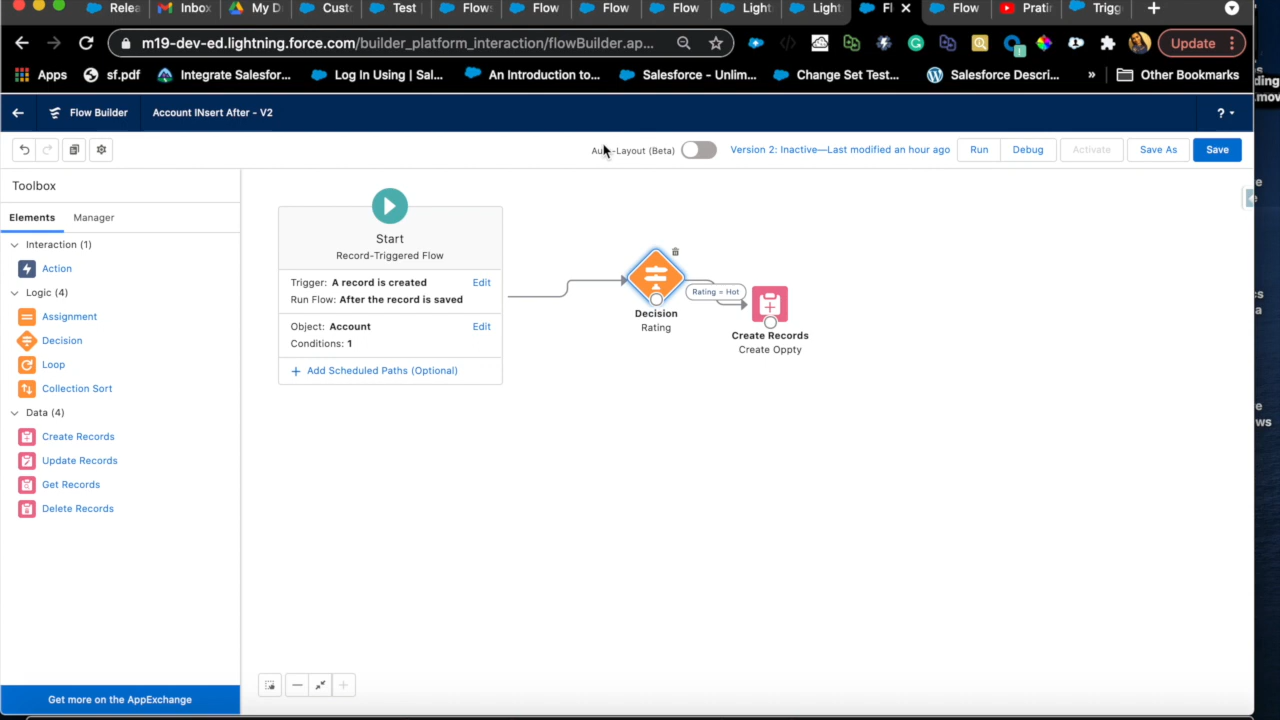 Relea
Inbox
My D
Custo
Test
Flows
Flow
Flow
Flow
Light
Light
Fl
Flow
Pratir
Trigg
m19-dev-ed.lightning.force.com/builder_platform_interaction/flowBuilder.ap...
Update
Apps
sf.pdf
Integrate Salesfor...
Log In Using | Sal...
An Introduction to...
Salesforce - Unlim...
Change Set Test...
Salesforce Descri...
»
Other Bookmarks
Flow Builder
Account INsert After - V2
?
Layout (Beta)
Version 2: Inactive—Last modified an hour ago
Run
Debug
Activate
Save As
Save
Toolbox
Elements
Manager
Interaction (1)
Action
Logic (4)
Assignment
Decision
Loop
Collection Sort
Data (4)
Create Records
Update Records
Get Records
Delete Records
Get more on the AppExchange
Start
Record-Triggered Flow
Trigger: A record is created
Edit
Run Flow: After the record is saved
Object: Account
Edit
Conditions: 1
+ Add Scheduled Paths (Optional)
Decision
Rating
Rating = Hot
Create Records
Create Oppty